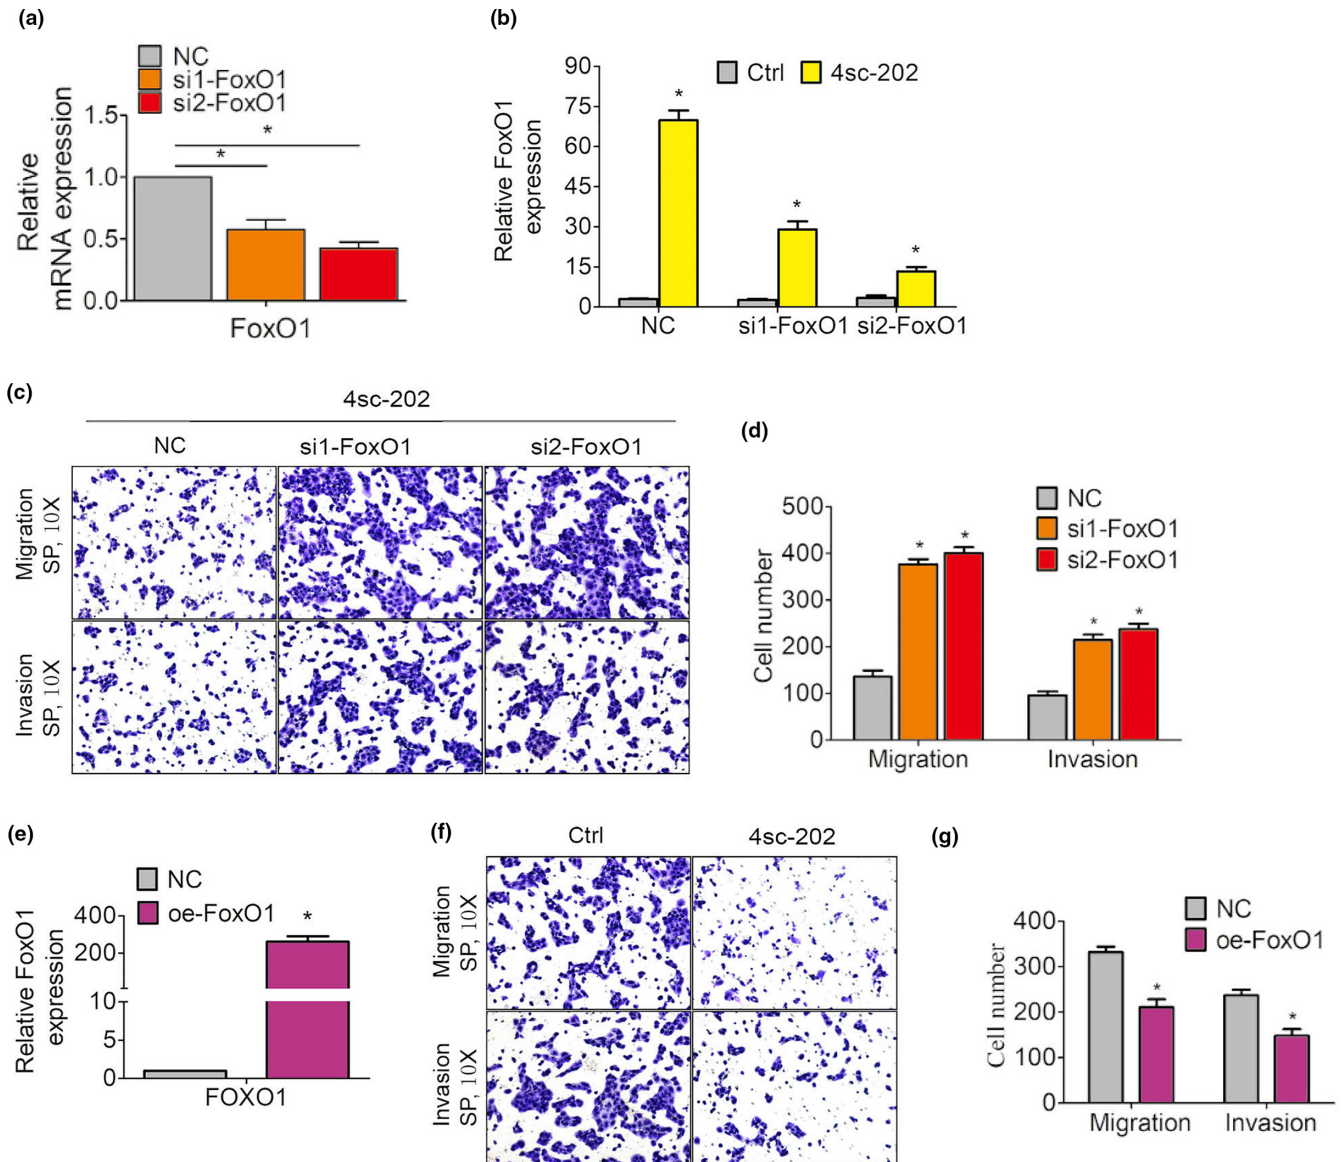 (a)
NC
si1-FoxO1
si2-FoxO1
Relative
mRNA expression
1.5
1.0
0.5
0.0
*
*
FoxO1
(b)
Ctrl
4sc-202
Relative FoxO1
expression
90
75
60
45
30
15
0
*
*
*
NC
si1-FoxO1
si2-FoxO1
(c)
4sc-202
NC
si1-FoxO1
si2-FoxO1
Migration
SP, 10X
Invasion
SP, 10X
(d)
NC
si1-FoxO1
si2-FoxO1
Cell number
500
400
300
200
100
0
* *
* *
Migration
Invasion
(e)
NC
oe-FoxO1
Relative FoxO1
expression
400
200
10
5
0
*
FOXO1
(f)
Ctrl
4sc-202
Migration
SP, 10X
Invasion
SP, 10X
(g)
NC
oe-FoxO1
Cell number
400
300
200
100
0
*
*
Migration
Invasion